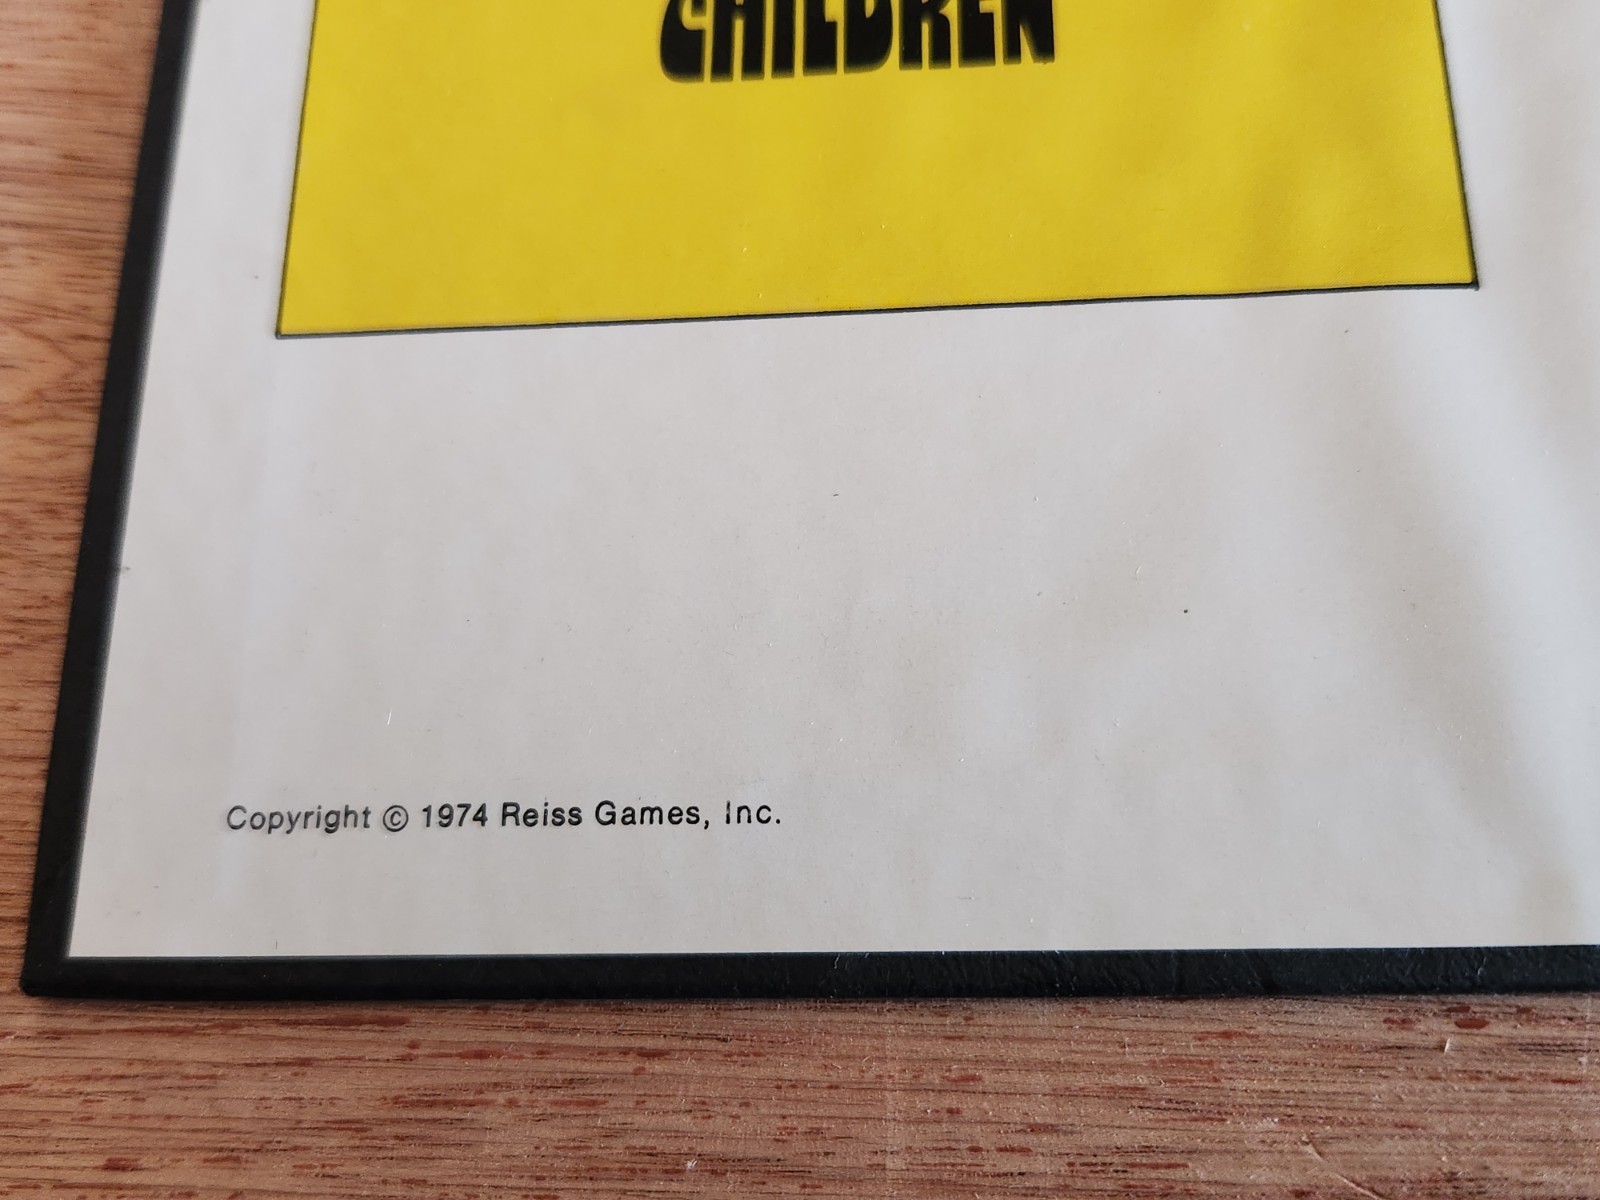 CHILDREN
Copyright © 1974 Reiss Games, Inc.